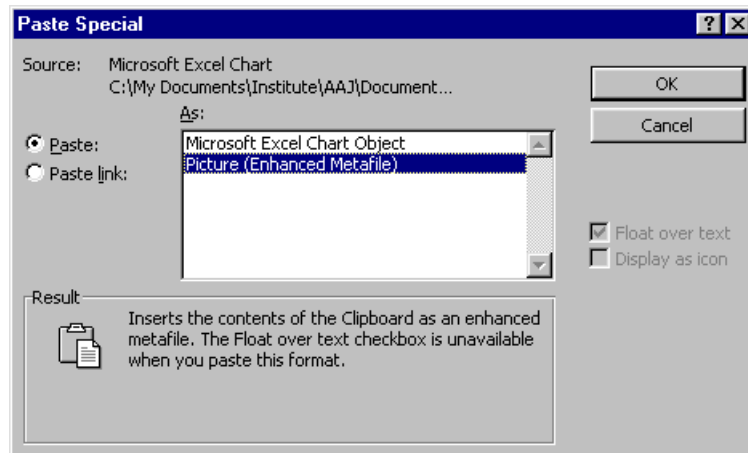 Paste Special
Source: Microsoft Excel Chart
C:\My Documents\Institute\AAJ\Document...
As:
Paste:
Paste link:
Microsoft Excel Chart Object
Picture (Enhanced Metafile)
OK
Cancel
Float over text
Display as icon
Result
Inserts the contents of the Clipboard as an enhanced
metafile. The Float over text checkbox is unavailable
when you paste this format.